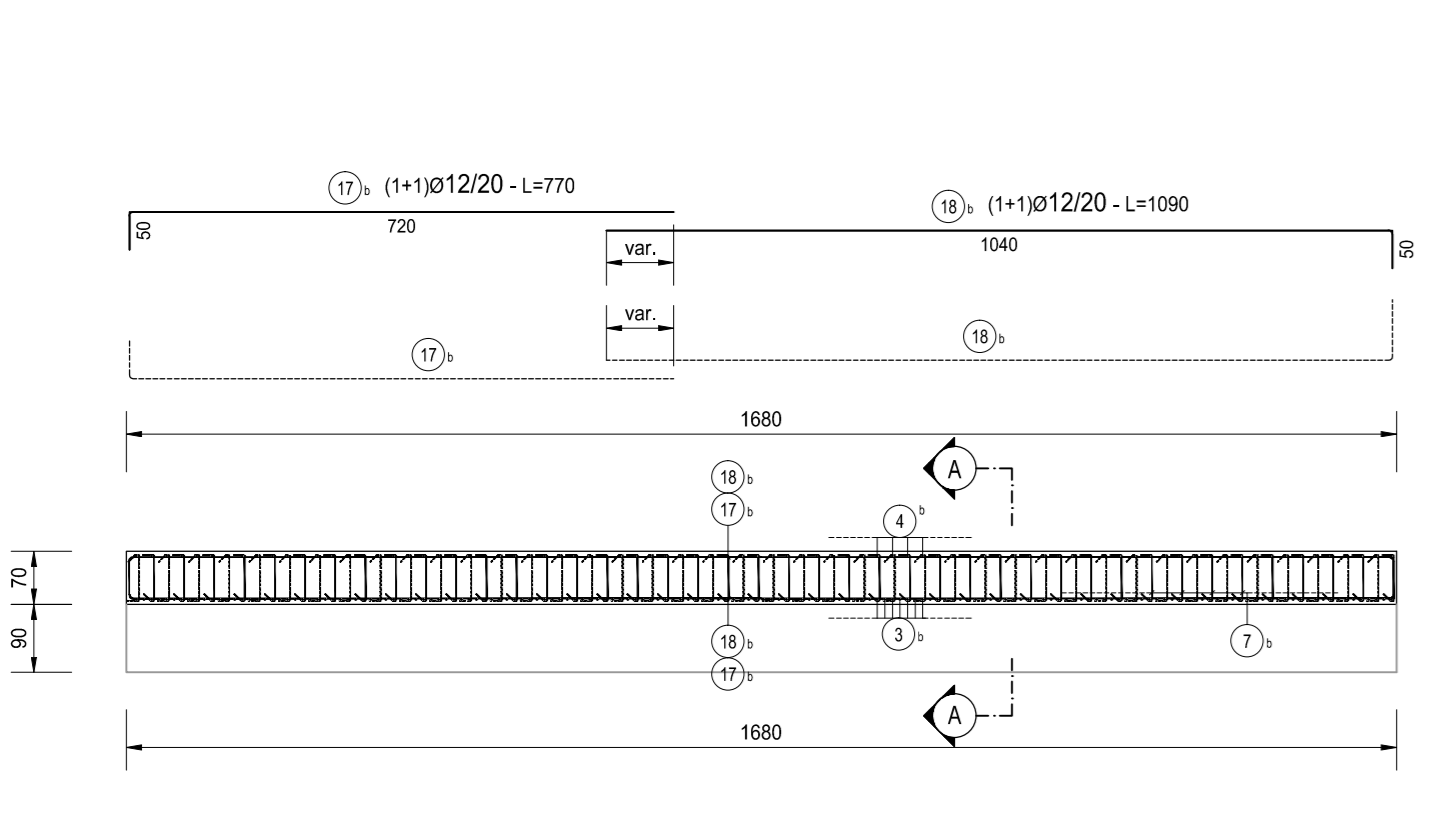 17 b (1+1)Ø12/20 - L=770
18 b (1+1)Ø12/20 - L=1090
50
720
var.
1040
50
var.
17 b
18 b
1680
18 b
17 b
4 b
A
70
90
18 b
17 b
3 b
7 b
A
1680